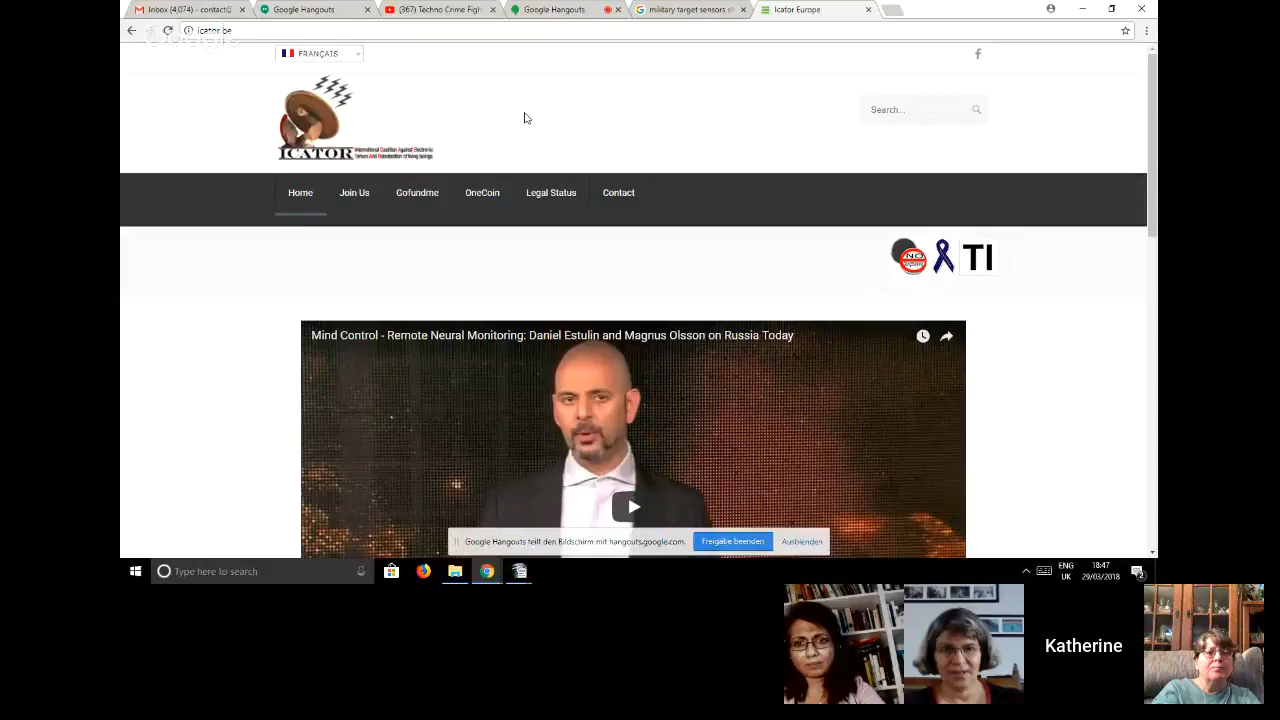 Inbox (4,074) - contact@
Google Hangouts
(367) Techno Crime Figh
Google Hangouts
military target sensors el
Icator Europe
icator.be
FRANÇAIS
Search...
ICATOR
Home
Join Us
Gofundme
OneCoin
Legal Status
Contact
NO
TI
Mind Control - Remote Neural Monitoring: Daniel Estulin and Magnus Olsson on Russia Today
Google Hangouts teilt den Bildschirm mit hangouts.google.com.
Freigabe beenden
Ausblenden
Type here to search
ENG
UK
18:47
29/03/2018
2
Katherine